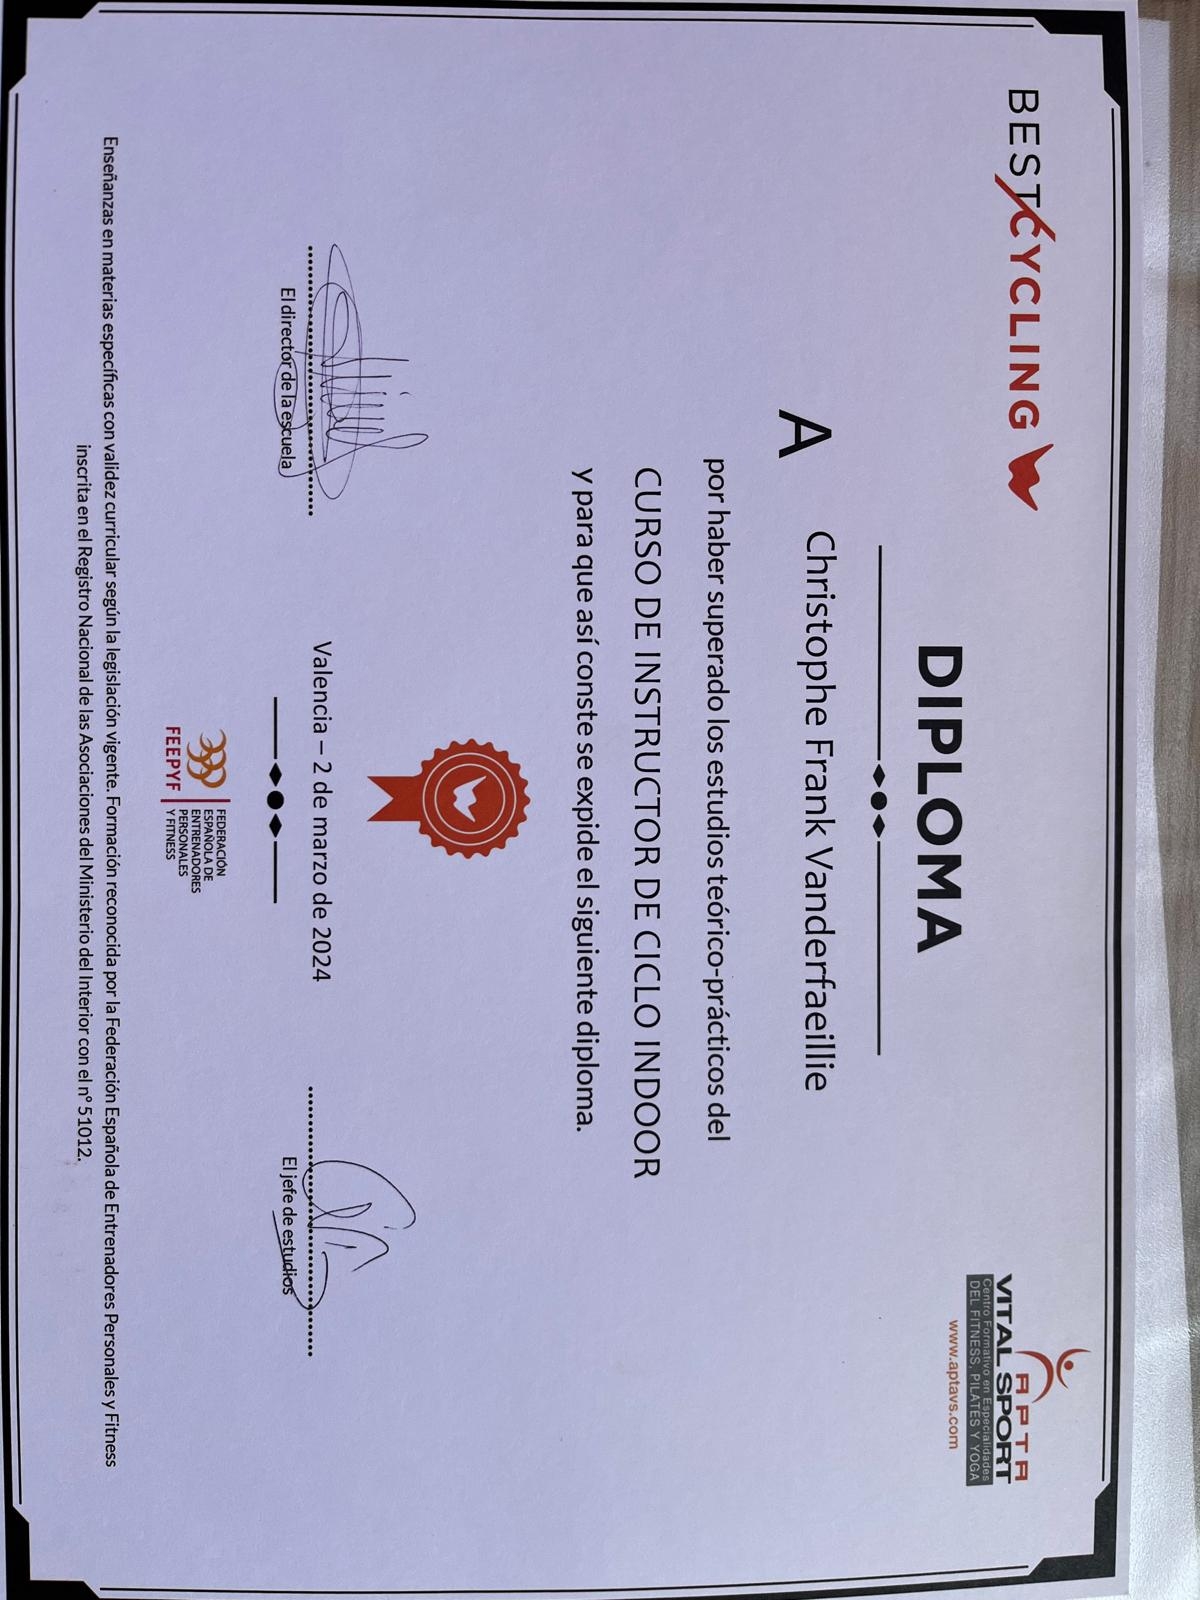 BESTCYCLING
APTA
VITAL SPORT
Centro Formativo en Especialidades
DEL FITNESS, PILATES Y YOGA
www.aptavs.com
DIPLOMA
A Christophe Frank Vanderfaeillie
por haber superado los estudios teórico-prácticos del
CURSO DE INSTRUCTOR DE CICLO INDOOR
y para que así conste se expide el siguiente diploma.
El director de la escuela
Valencia – 2 de marzo de 2024
El jefe de estudios
FEEPYF
FEDERACIÓN
ESPAÑOLA DE
ENTRENADORES
PERSONALES
Y FITNESS
Enseñanzas en materias específicas con validez curricular según la legislación vigente. Formación reconocida por la Federación Española de Entrenadores Personales y Fitness
inscrita en el Registro Nacional de las Asociaciones del Ministerio del Interior con el nº 51012.